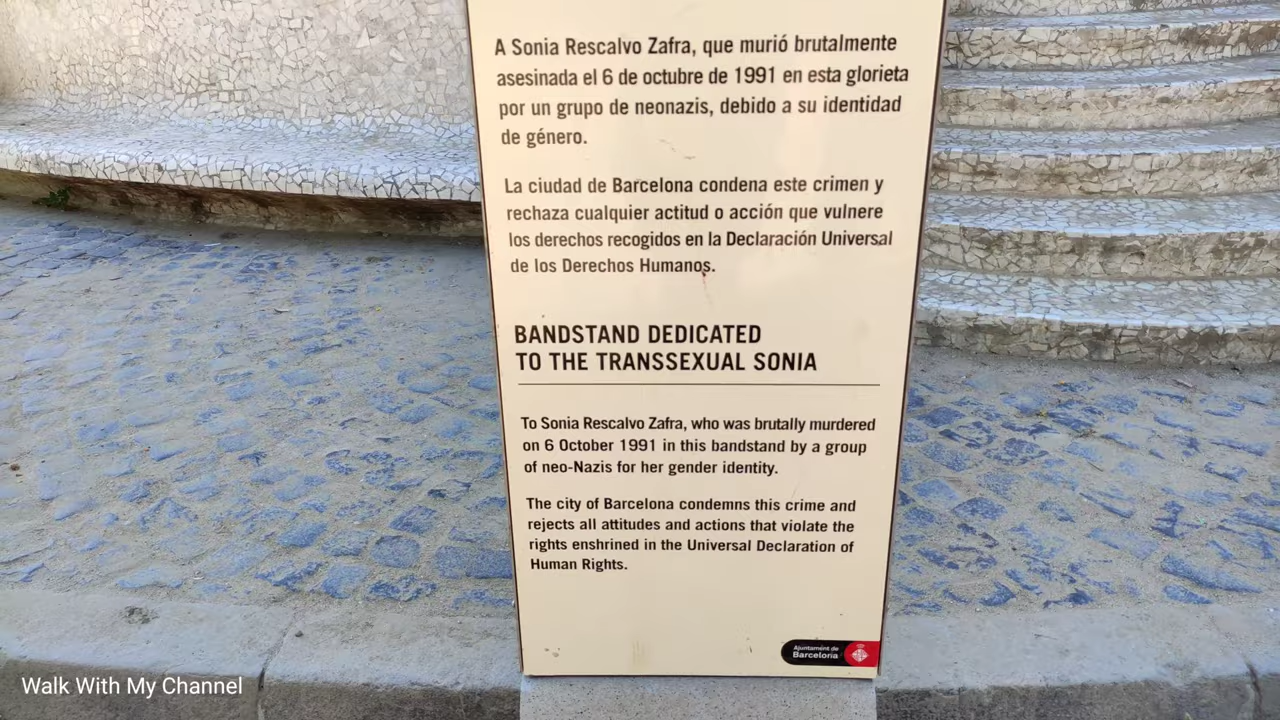 A Sonia Rescalvo Zafra, que murió brutalmente
asesinada el 6 de octubre de 1991 en esta glorieta
por un grupo de neonazis, debido a su identidad
de género.
La ciudad de Barcelona condena este crimen y
rechaza cualquier actitud o acción que vulnere
los derechos recogidos en la Declaración Universal
de los Derechos Humanos.
BANDSTAND DEDICATED
TO THE TRANSSEXUAL SONIA
To Sonia Rescalvo Zafra, who was brutally murdered
on 6 October 1991 in this bandstand by a group
of neo-Nazis for her gender identity.
The city of Barcelona condemns this crime and
rejects all attitudes and actions that violate the
rights enshrined in the Universal Declaration of
Human Rights.
Ajuntament de
Barcelona
Walk With My Channel